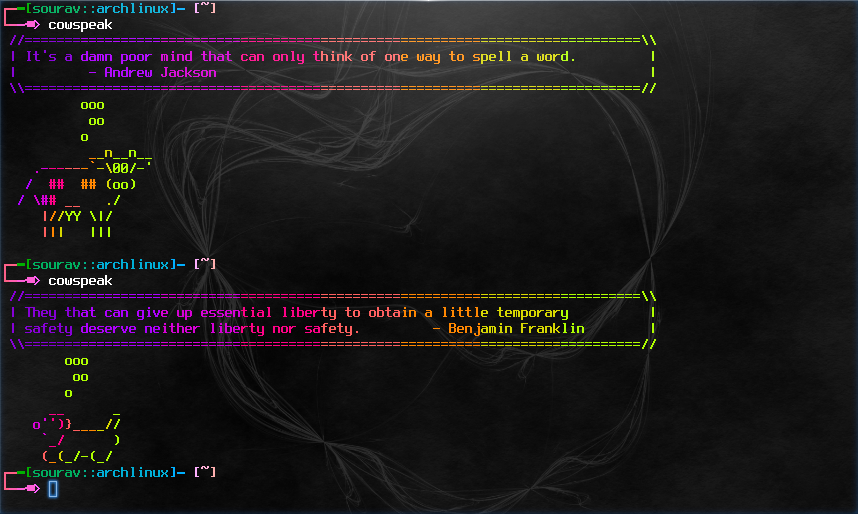 ┌─[sourav::archlinux]─ [~]
└─➾ cowspeak
//============================================================================\\
| It's a damn poor mind that can only think of one way to spell a word.         |
|         - Andrew Jackson                                                      |
\\============================================================================//
         ooo
          oo
         o
          __n__n__
   .------`-\00/-'
  /  ##  ## (oo)
 / \## __   ./
    |//YY \|/
    |||   |||
┌─[sourav::archlinux]─ [~]
└─➾ cowspeak
//============================================================================\\
| They that can give up essential liberty to obtain a little temporary          |
| safety deserve neither liberty nor safety.         - Benjamin Franklin        |
\\============================================================================//
       ooo
        oo
       o
     __      _
   o'')}____//
    `_/      )
    (_(_/-(_/
┌─[sourav::archlinux]─ [~]
└─➾